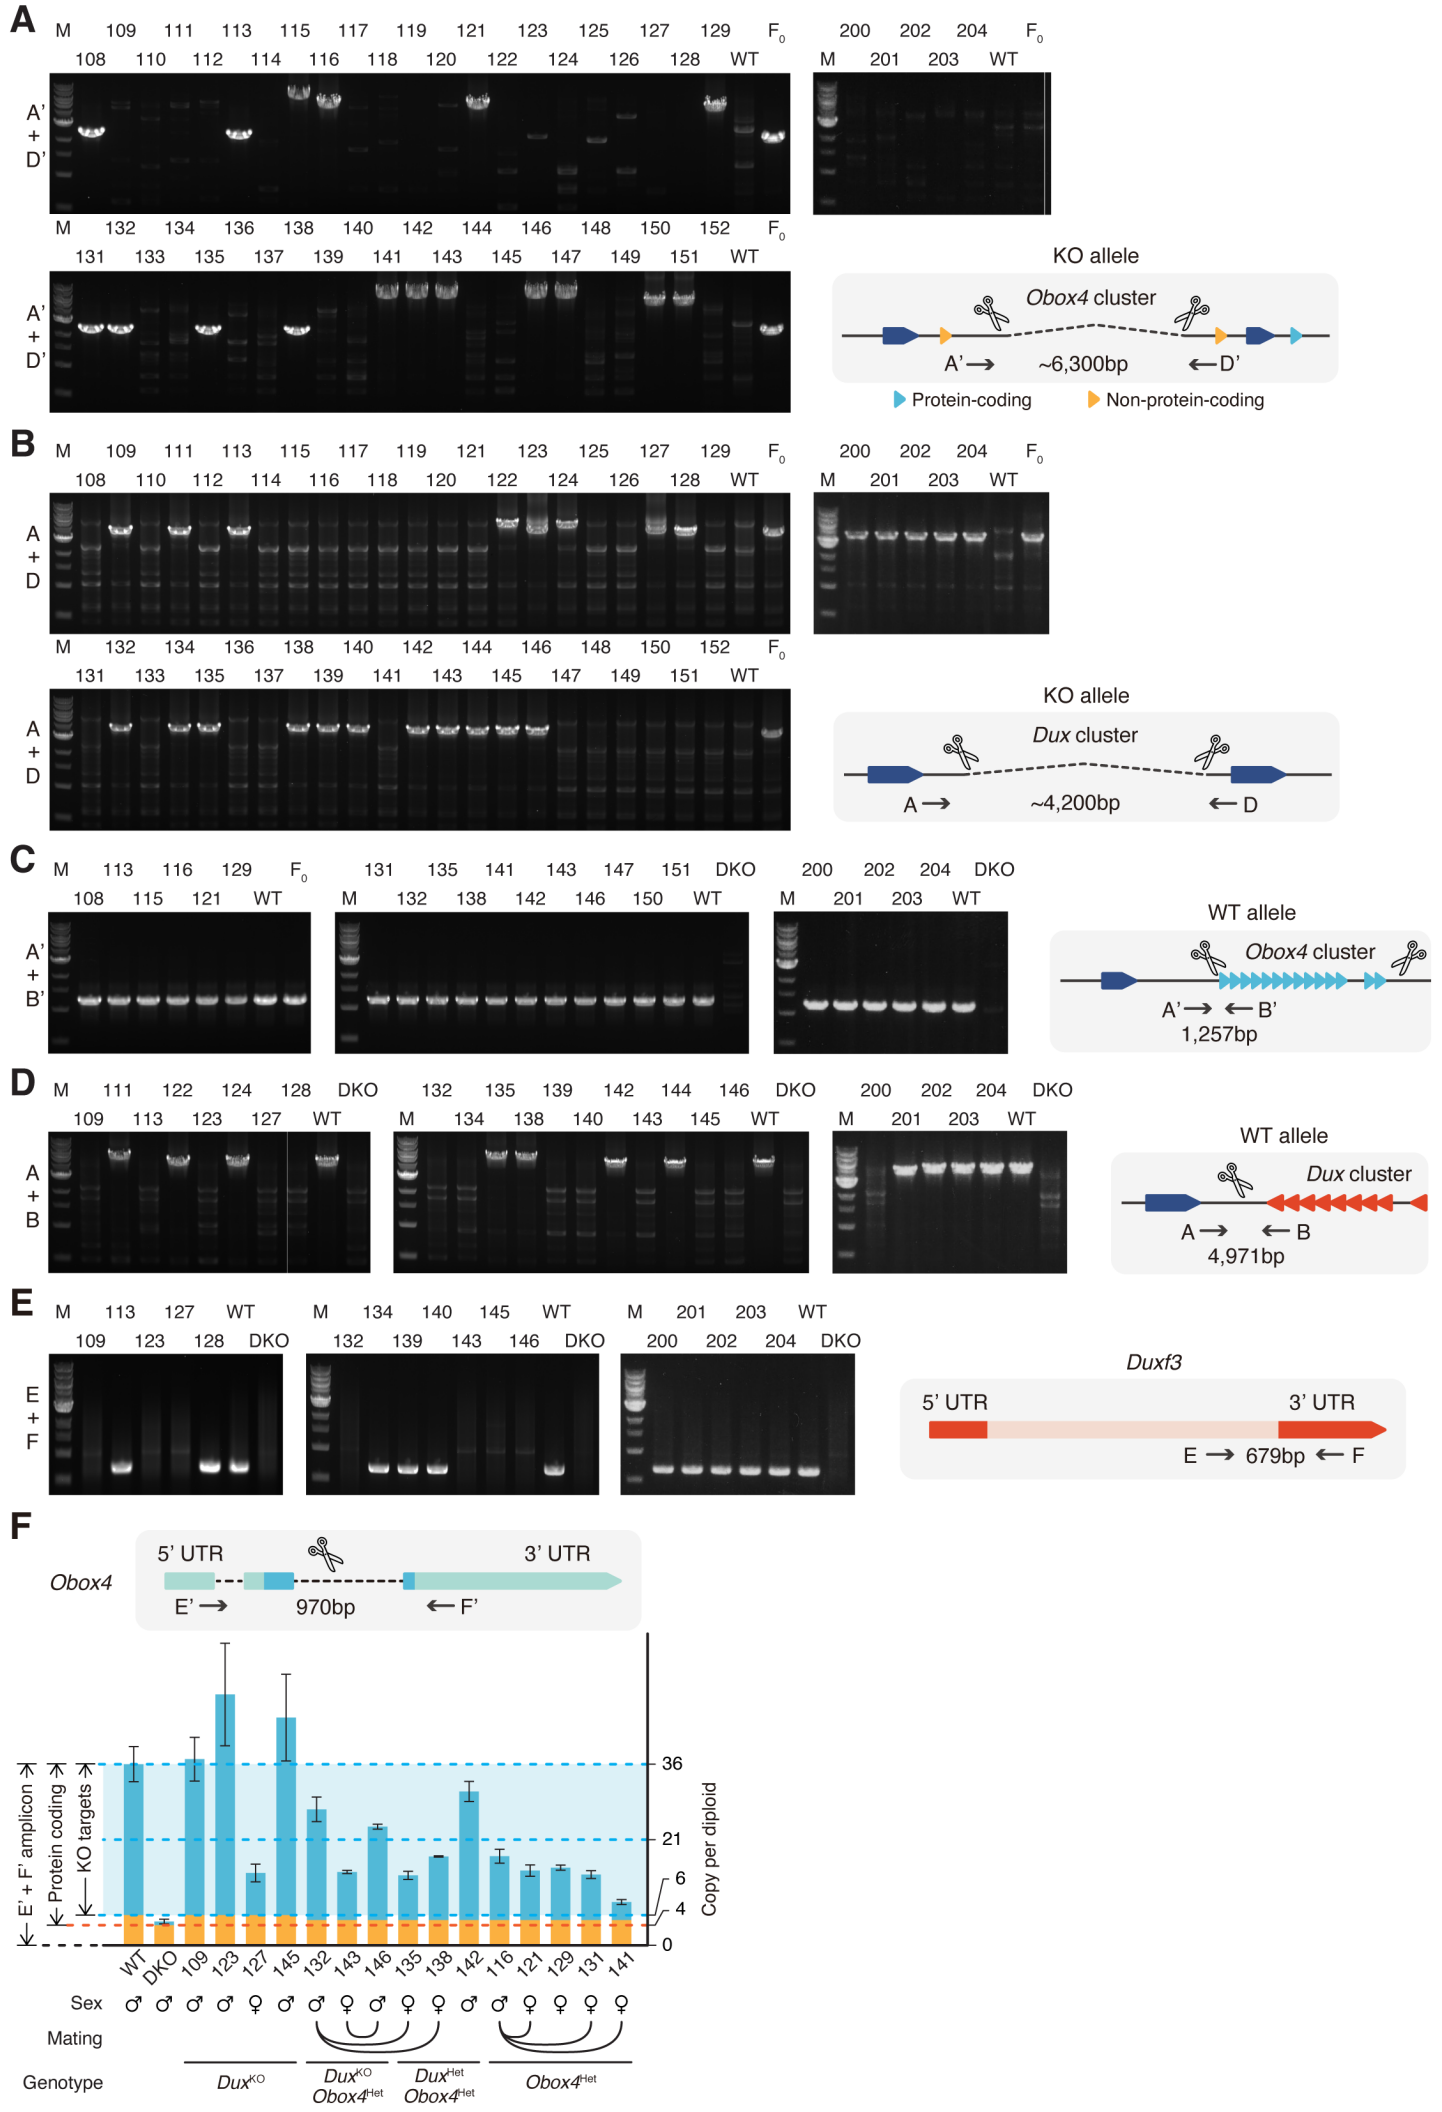 A
M 109 111 113 115 117 119 121 123 125 127 129 F0
108 110 112 114 116 118 120 122 124 126 128 WT
A'
+
D'
200 202 204 F0
M 201 203 WT
M 132 134 136 138 140 142 144 146 148 150 152 F0
131 133 135 137 139 141 143 145 147 149 151 WT
A'
+
D'
KO allele
Obox4 cluster
A' ~6,300bp D'
Protein-coding Non-protein-coding
B
M 109 111 113 115 117 119 121 123 125 127 129 F0
108 110 112 114 116 118 120 122 124 126 128 WT
A
+
D
200 202 204 F0
M 201 203 WT
M 132 134 136 138 140 142 144 146 148 150 152 F0
131 133 135 137 139 141 143 145 147 149 151 WT
A
+
D
KO allele
Dux cluster
A ~4,200bp D
C
M 113 116 129 F0
108 115 121 WT
A'
+
B'
131 135 141 143 147 151 DKO
M 132 138 142 146 150 WT
200 202 204 DKO
M 201 203 WT
WT allele
Obox4 cluster
A' B'
1,257bp
D
M 111 122 124 128 DKO
109 113 123 127 WT
A
+
B
132 135 139 142 144 146 DKO
M 134 138 140 143 145 WT
200 202 204 DKO
M 201 203 WT
WT allele
Dux cluster
A B
4,971bp
E
M 113 127 WT
109 123 128 DKO
E
+
F
M 134 140 145 WT
132 139 143 146 DKO
M 201 203 WT
200 202 204 DKO
Duxf3
5' UTR 3' UTR
E 679bp F
F
5' UTR 3' UTR
Obox4
E' 970bp F'
E' + F' amplicon
Protein coding
KO targets
36
21
6
4
0
Copy per diploid
WT DKO 109 123 127 145 132 143 146 135 138 142 116 121 129 131 141
Sex ♂ ♂ ♂ ♂ ♀ ♂ ♂ ♀ ♂ ♀ ♀ ♂ ♂ ♀ ♀ ♀ ♀
Mating
Genotype DuxKO DuxKO DuxHet Obox4Het
Obox4Het Obox4Het